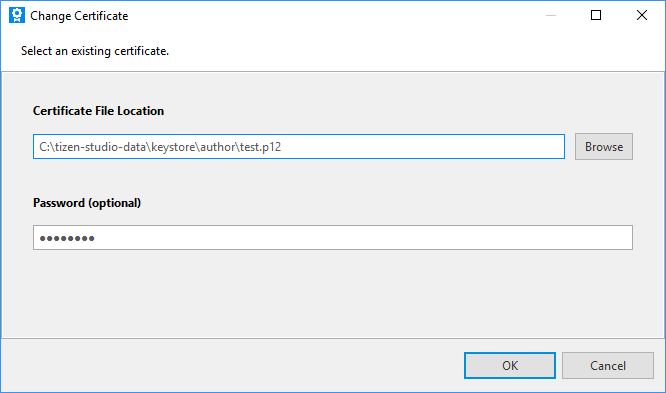 Change Certificate
Select an existing certificate.
Certificate File Location
C:\tizen-studio-data\keystore\author\test.p12
Browse
Password (optional)
●●●●●●●●
OK
Cancel